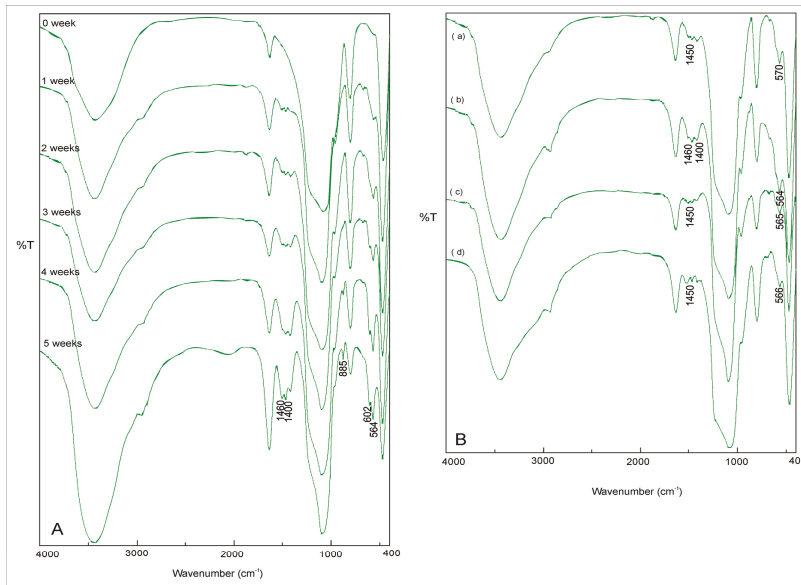 0 week
1 week
2 weeks
3 weeks
4 weeks
5 weeks
%T
1460
1400
885
602
564
A
4000 3000 2000 1000 400
Wavenumber (cm-1)
( a)
( b)
( c)
( d)
%T
1450
570
1460
1400
564
1450
565
1450
566
B
4000 3000 2000 1000 40
Wavenumber (cm-1)